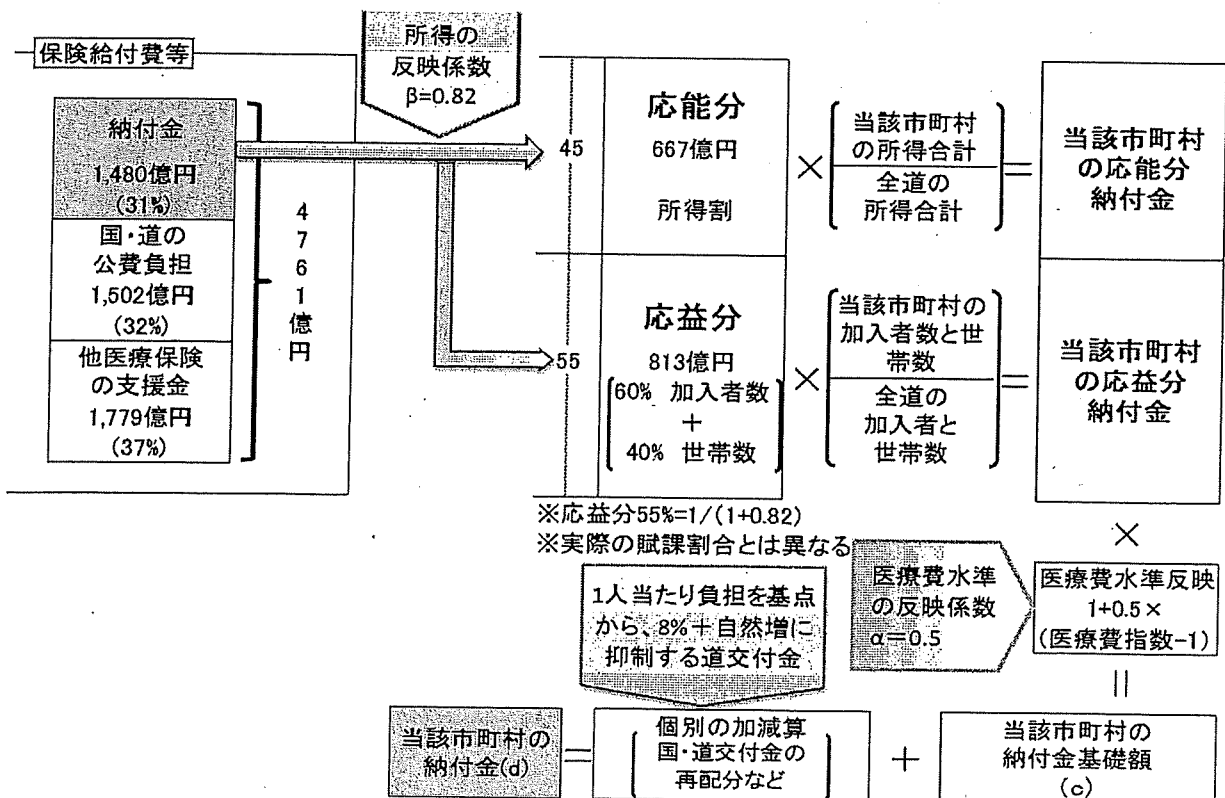 保険給付費等
所得の
反映係数
β=0.82
納付金
1,480億円
(31%)
国・道の
公費負担
1,502億円
(32%)
他医療保険
の支援金
1,779億円
(37%)
4
7
6
1
億
円
45
応能分
667億円
所得割
×
当該市町村
の所得合計
全道の
所得合計
=
当該市町村
の応能分
納付金
55
応益分
813億円
60% 加入者数
+
40% 世帯数
×
当該市町村の
加入者数と世
帯数
全道の
加入者と
世帯数
=
当該市町村
の応益分
納付金
※応益分55%=1/(1+0.82)
※実際の賦課割合とは異なる
×
医療費水準
の反映係数
α=0.5
医療費水準反映
1+0.5×
(医療費指数-1)
=
1人当たり負担を基点
から、8%+自然増に
抑制する道交付金
当該市町村の
納付金(d)
=
個別の加減算
国・道交付金の
再配分など
+
当該市町村の
納付金基礎額
(c)